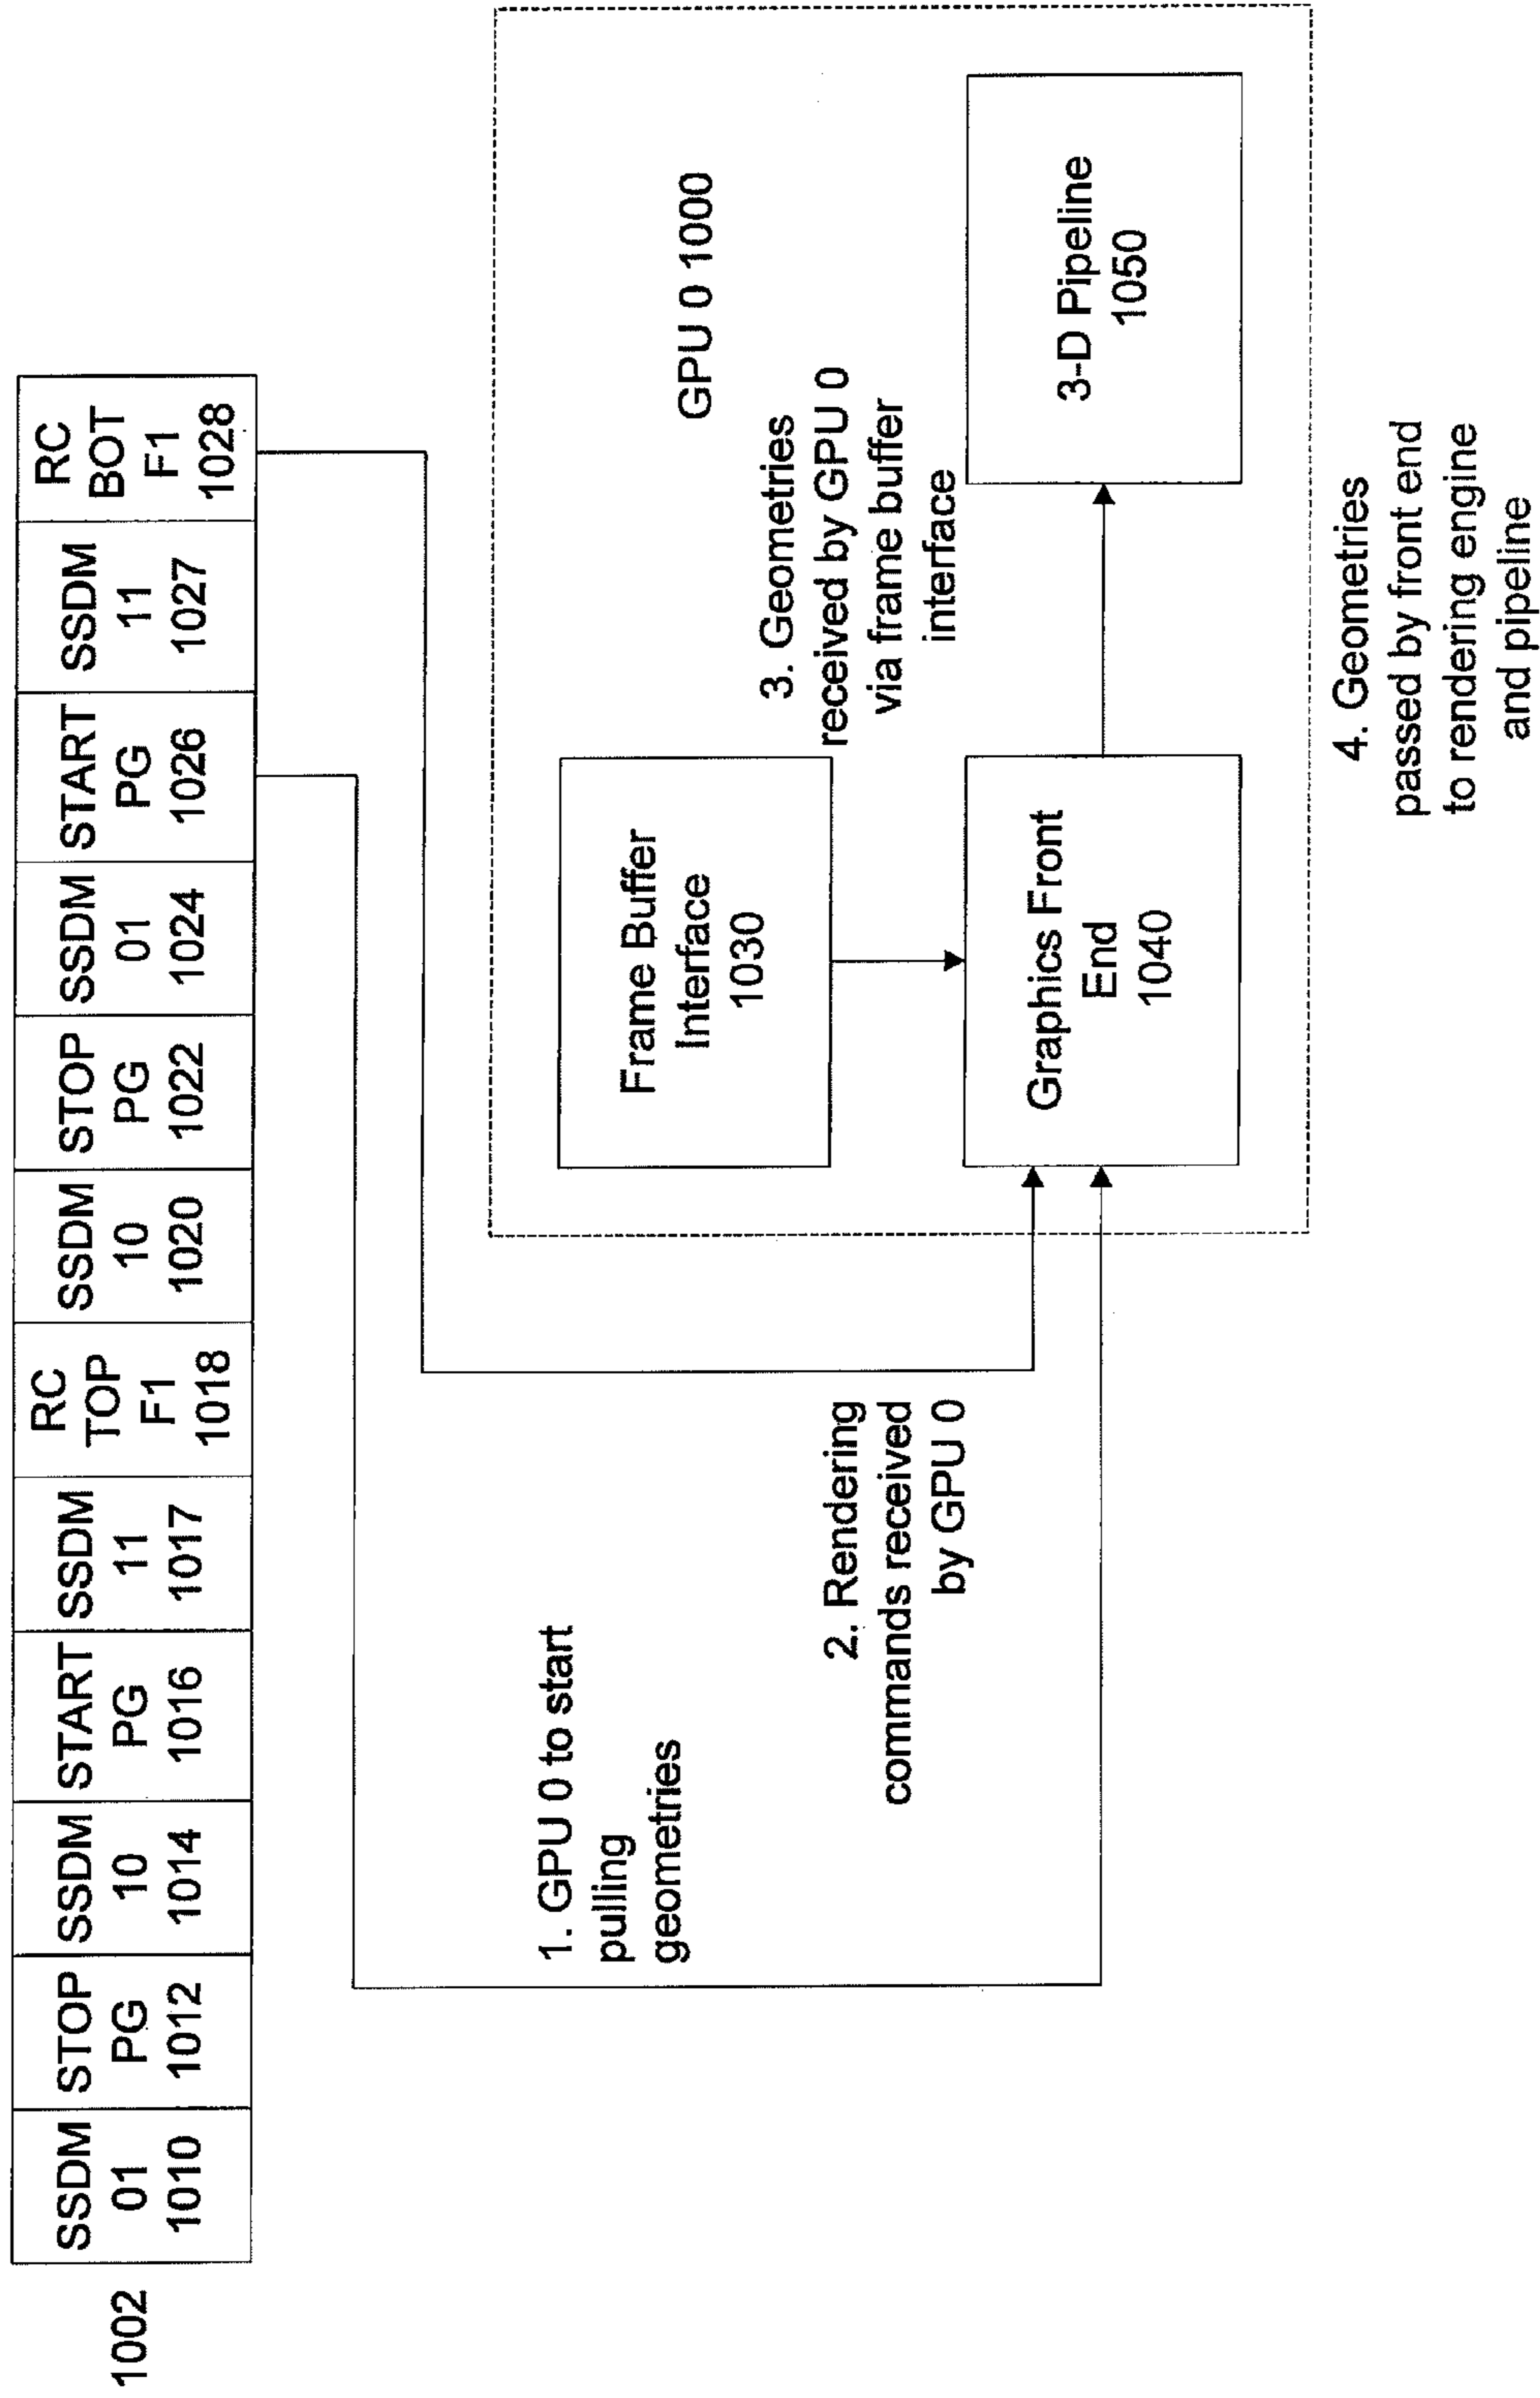 1002
SSDM
01
1010
STOP
PG
1012
SSDM
10
1014
START
PG
1016
SSDM
11
1017
RC
TOP
F1
1018
SSDM
10
1020
STOP
PG
1022
SSDM
01
1024
START
PG
1026
SSDM
11
1027
RC
BOT
F1
1028
1. GPU 0 to start
pulling
geometries
2. Rendering
commands received
by GPU 0
GPU 0 1000
Frame Buffer
Interface
1030
3. Geometries
received by GPU 0
via frame buffer
interface
Graphics Front
End
1040
3-D Pipeline
1050
4. Geometries
passed by front end
to rendering engine
and pipeline